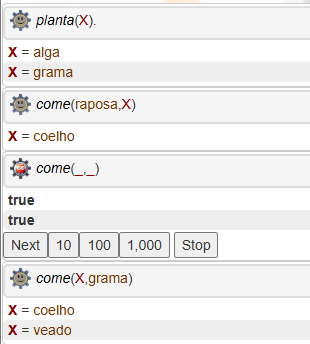 planta(X).
X = alga
X = grama
come(raposa,X)
X = coelho
come(_,_)
true
true
Next 10 100 1,000 Stop
come(X,grama)
X = coelho
X = veado